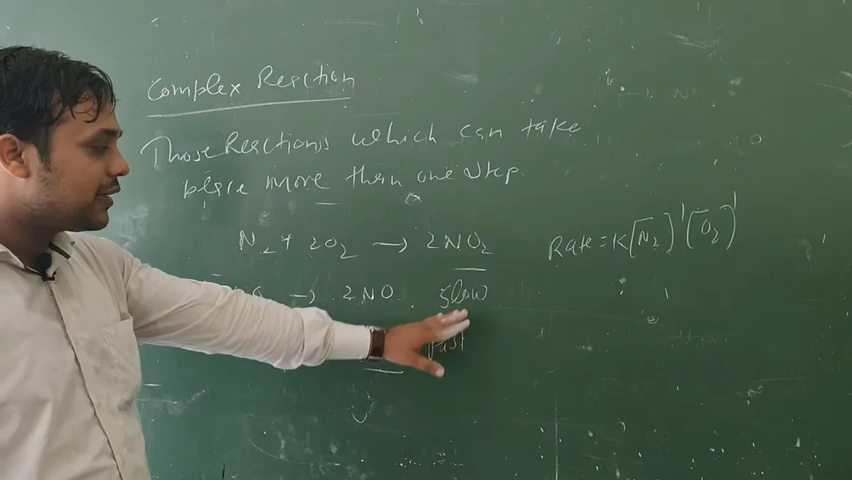 Complex Reaction
Those Reactions which can take
place more than one step
N₂ + 2O₂ → 2NO₂
Rate = K[N₂]¹[O₂]¹
→ 2NO slow
fast